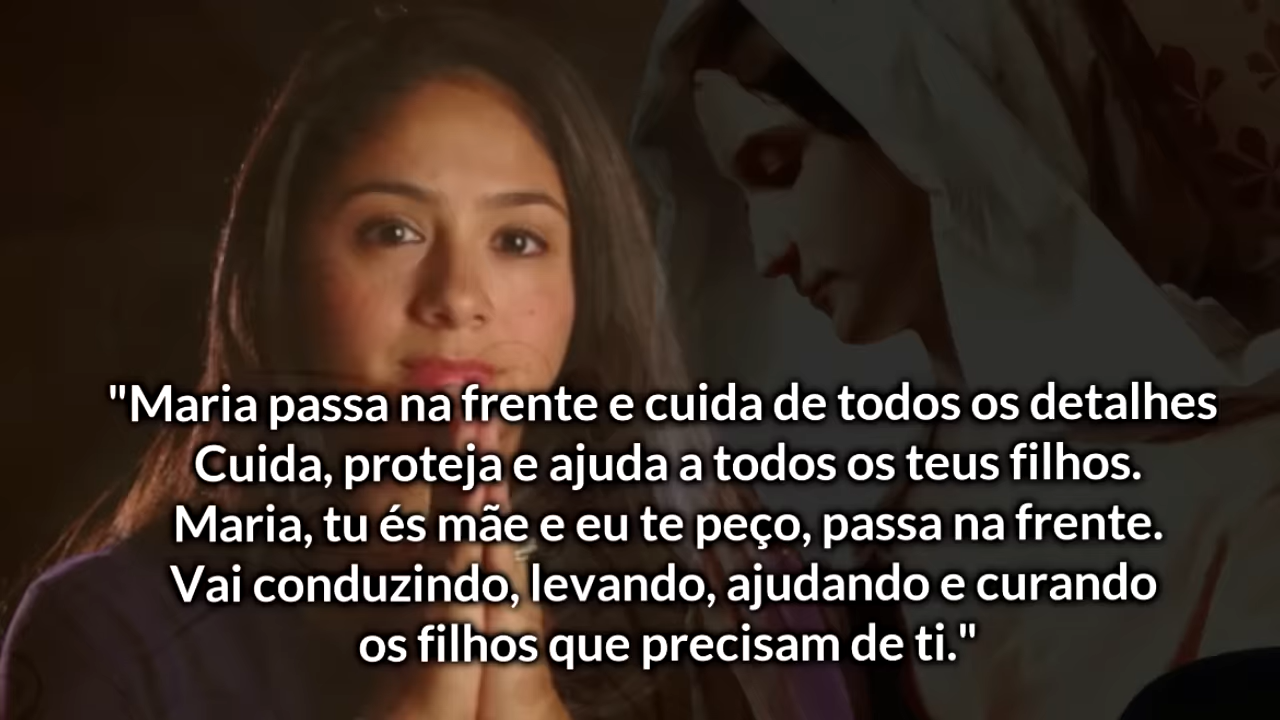 "Maria passa na frente e cuida de todos os detalhes
Cuida, proteja e ajuda a todos os teus filhos.
Maria, tu és mãe e eu te peço, passa na frente.
Vai conduzindo, levando, ajudando e curando
os filhos que precisam de ti."